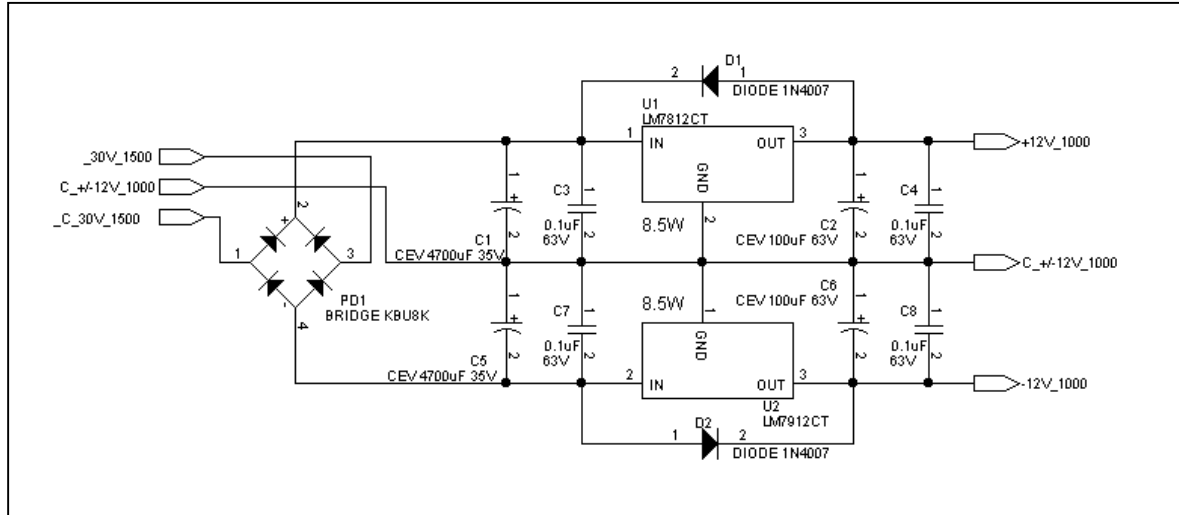 D1
2
1
DIODE 1N4007
U1
LM7812CT
1
IN
OUT
3
GND
2
+12V_1000
_30V_1500
C_+/-12V_1000
_C_30V_1500
1
+
2
C1
CEV 4700uF 35V
1
2
C3
0.1uF
63V
8.5W
1
+
2
C2
CEV 100uF 63V
1
2
C4
0.1uF
63V
C_+/-12V_1000
2
+
1
3
-
4
PD1
BRIDGE KBU8K
1
+
2
C5
CEV 4700uF 35V
1
2
C7
0.1uF
63V
8.5W
1
GND
2
IN
OUT
3
U2
LM7912CT
C6
CEV 100uF 63V
1
+
2
C8
0.1uF
63V
1
2
-12V_1000
D2
1
2
DIODE 1N4007